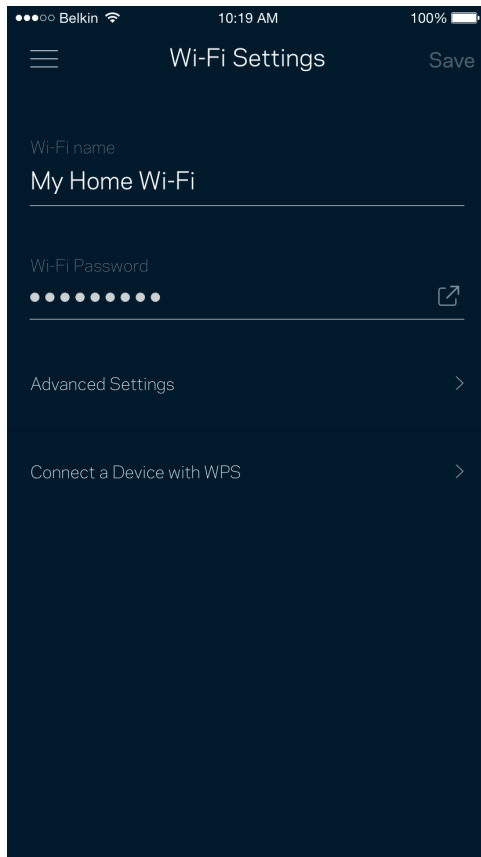 ●●●○○ Belkin 10:19 AM 100%
Wi-Fi Settings Save
Wi-Fi name
My Home Wi-Fi
Wi-Fi Password
●●●●●●●●●
Advanced Settings
Connect a Device with WPS